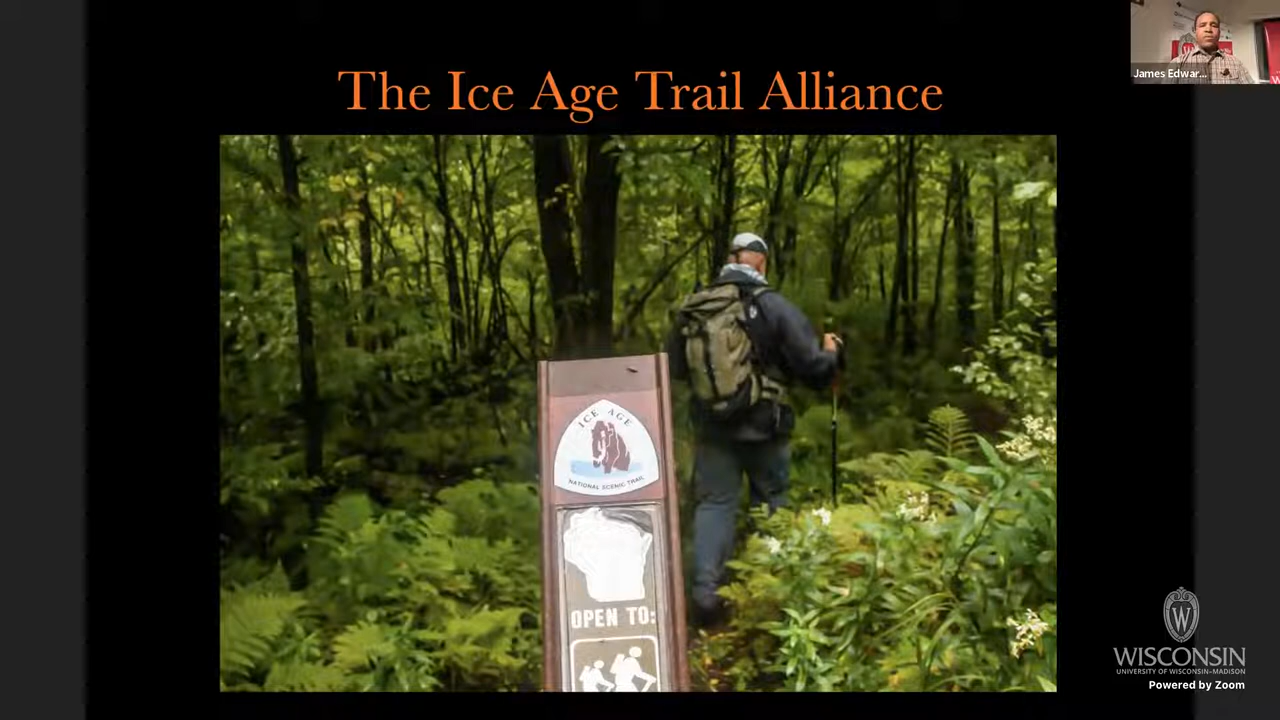 The Ice Age Trail Alliance
James Edwar...
ICE AGE
NATIONAL SCENIC TRAIL
OPEN TO:
W
W
WISCONSIN
UNIVERSITY OF WISCONSIN–MADISON
Powered by Zoom